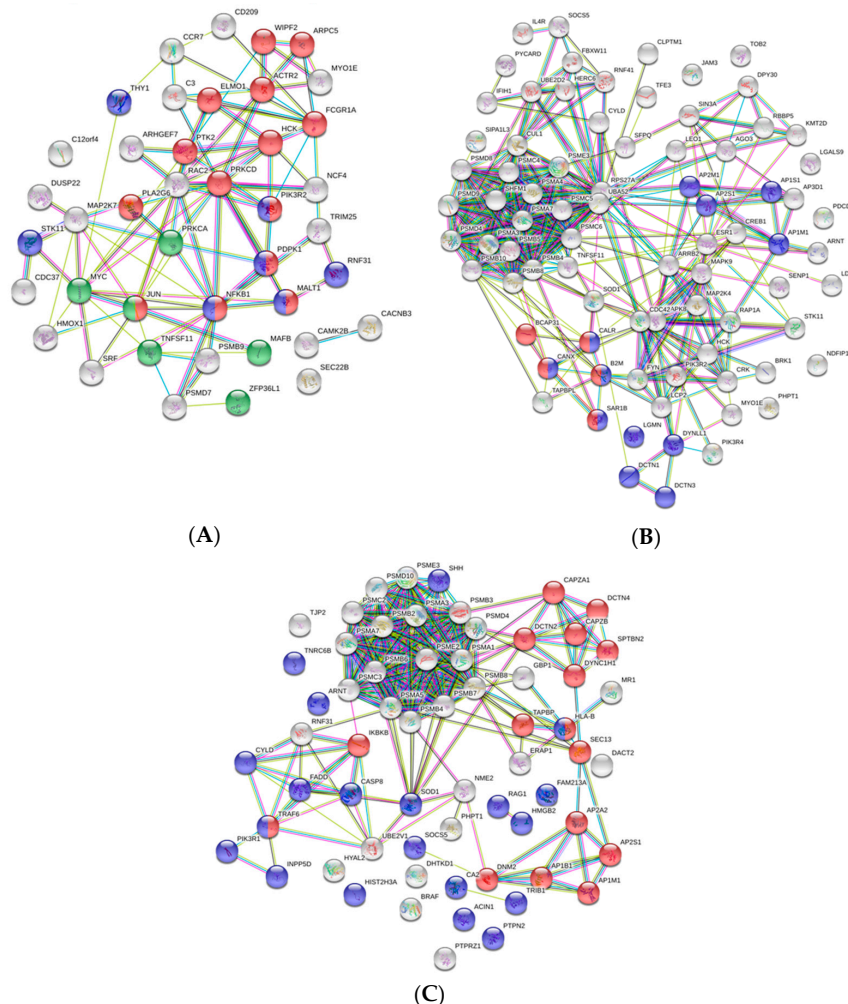 CD209
WIPF2
ARPC5
CCR7
ACTR2
MYO1E
C3
ELMO1
THY1
FCGR1A
HCK
ARHGEF7
PTK2
C12orf4
RAC2
PRKCD
NCF4
DUSP22
PLA2G6
PIK3R2
MAP2K7
TRIM25
STK11
PRKCA
PDPK1
RNF31
CDC37
MYC
JUN
NFKB1
MALT1
HMOX1
CACNB3
TNFSF11
MAFB
CAMK2B
SRF
PSMB9
SEC22B
PSMD7
ZFP36L1
(A)
IL4R
SOCS5
CLPTM1
TOB2
PYCARD
FBXW11
RNF41
JAM3
UBE2D2
HERC6
IFIH1
TFE3
DPY30
CYLD
SIN3A
RBBP5
SIPA1L3
CUL1
SFPQ
LEO1
AGO3
KMT2D
PSMD8
PSMC4
PSME3
LGALS9
PSMA4
RPS27A
AP2M1
AP1S1
PSMD9
SHFM1
PSMC5
UBA52
AP2S1
AP3D1
PSMA7
PDCD
PSMD4
PSMA3
PSMB5
PSMC6
ESR1
CREB1
AP1M1
ARNT
PSMB10
PSMB4
PSMB8
TNFSF11
ARRB2
MAPK9
SENP1
SOD1
MAP2K4
CDC42
APK8
RAP1A
STK11
BCAP31
CALR
HCK
CANX
B2M
FYN
PIK3R2
CRK
BRK1
NDFIP1
TAPBPL
LCP2
MYO1E
PHPT1
SAR1B
LGMN
DYNLL1
PIK3R4
DCTN1
DCTN3
(B)
PSME3
PSMD10
SHH
CAPZA1
PSMC2
PSMA3
PSMB3
DCTN4
TJP2
PSMB2
PSMD4
DCTN2
CAPZB
PSMA7
SPTBN2
PSME2
PSMA1
TNRC6B
PSMB6
DYNC1H1
PSMC3
PSMB8
GBP1
MR1
ARNT
PSMA5
PSMB7
PSMB4
TAPBP
HLA-B
RNF31
SEC13
IKBKB
ERAP1
DACT2
CYLD
FADD
CASP8
SOD1
NME2
FAM213A
RAG1
HMGB2
TRAF6
PHPT1
AP2A2
PIK3R1
UBE2V1
SOCS5
AP2S1
INPP5D
HYAL2
DHTKD1
DNM2
AP1B1
CA2
AP1M1
HIST2H3A
BRAF
TRIB1
ACIN1
PTPN2
PTPRZ1
(C)